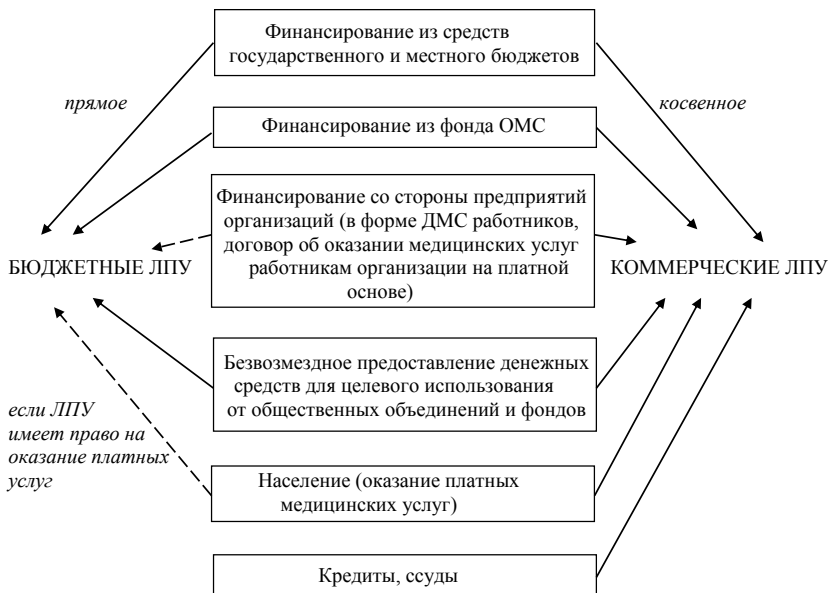 Финансирование из средств
государственного и местного бюджетов
прямое
косвенное
Финансирование из фонда ОМС
Финансирование со стороны предприятий
организаций (в форме ДМС работников,
договор об оказании медицинских услуг
работникам организации на платной
основе)
БЮДЖЕТНЫЕ ЛПУ
КОММЕРЧЕСКИЕ ЛПУ
Безвозмездное предоставление денежных
средств для целевого использования
от общественных объединений и фондов
если ЛПУ
имеет право на
оказание платных
услуг
Население (оказание платных
медицинских услуг)
Кредиты, ссуды